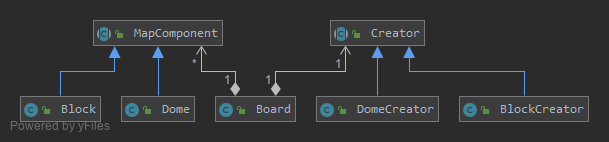 MapComponent
Creator
*
1
1
1
Block
Dome
Board
DomeCreator
BlockCreator
Powered by yFiles